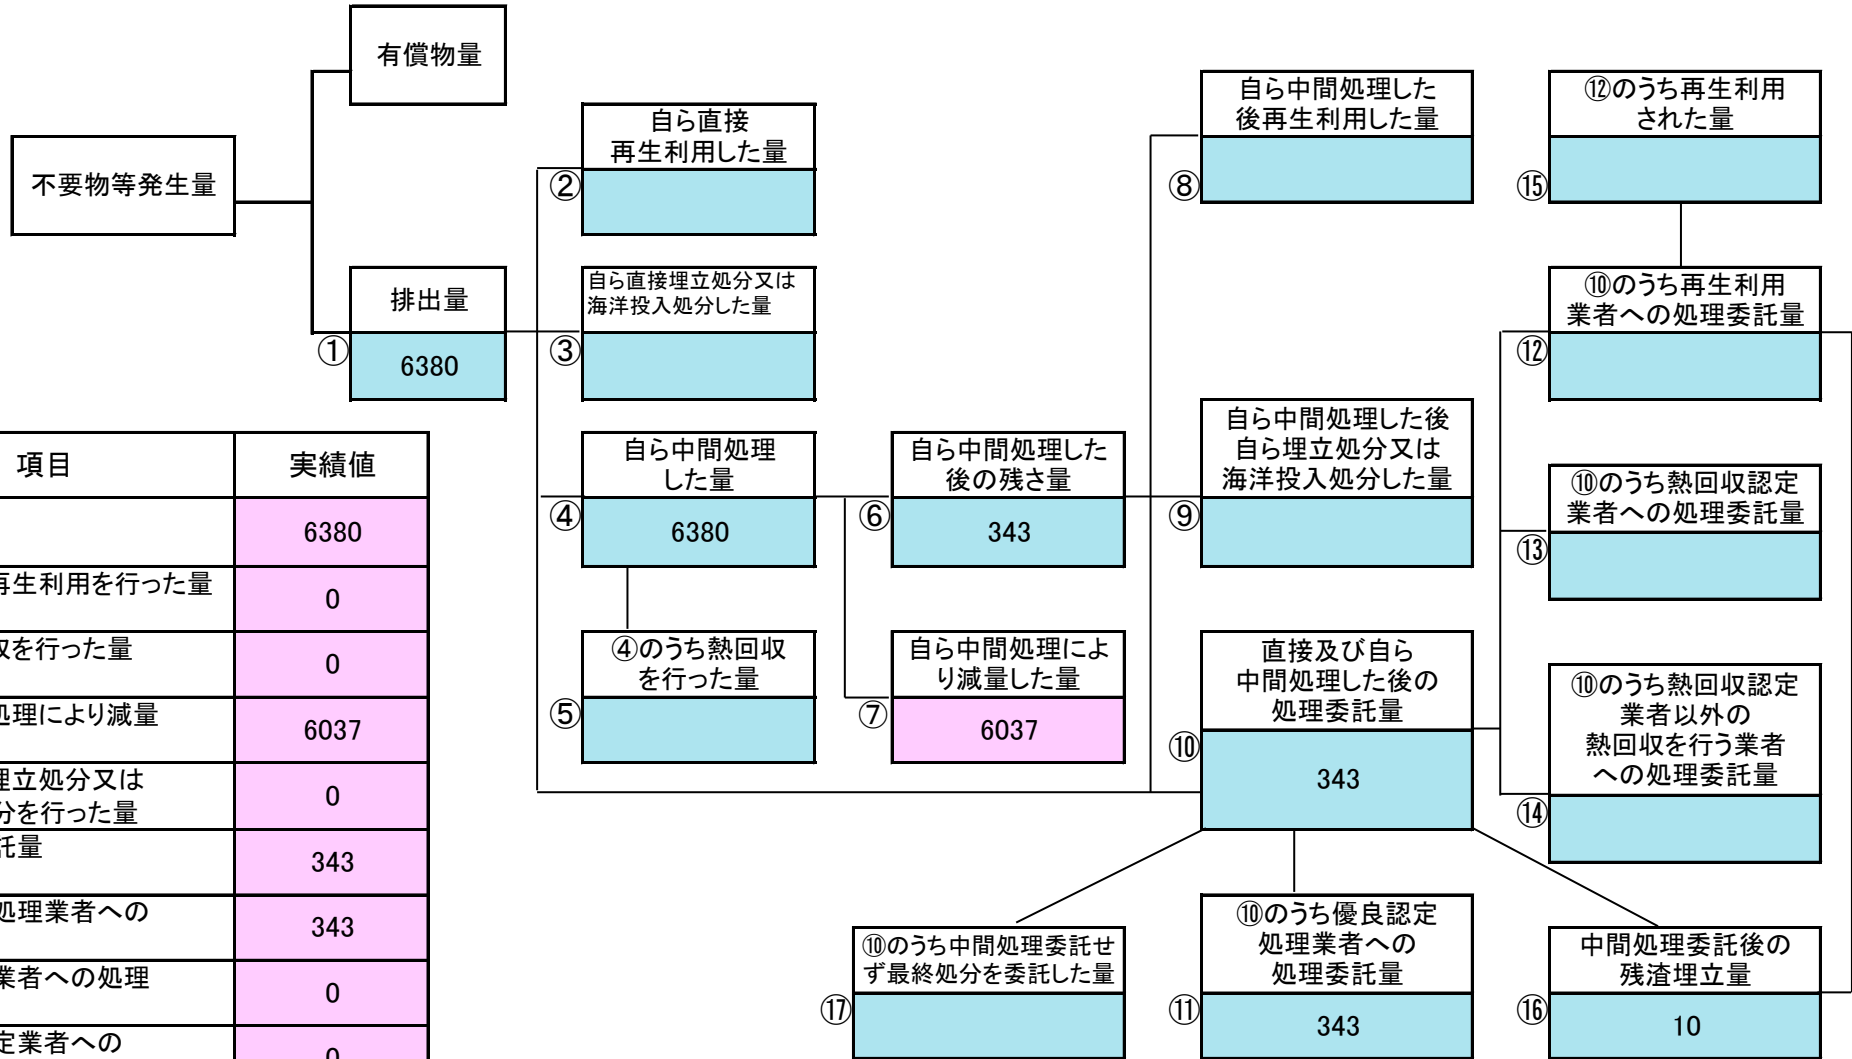 有償物量
不要物等発生量
排出量
①
6380
自ら直接
再生利用した量
②
自ら直接埋立処分又は
海洋投入処分した量
③
自ら中間処理
した量
④
6380
④のうち熱回収
を行った量
⑤
自ら中間処理した
後の残さ量
⑥
343
自ら中間処理によ
り減量した量
⑦
6037
自ら中間処理した
後再生利用した量
⑧
自ら中間処理した後
自ら埋立処分又は
海洋投入処分した量
⑨
直接及び自ら
中間処理した後の
処理委託量
⑩
343
⑫のうち再生利用
された量
⑮
⑩のうち再生利用
業者への処理委託量
⑫
⑩のうち熱回収認定
業者への処理委託量
⑬
⑩のうち熱回収認定
業者以外の
熱回収を行う業者
への処理委託量
⑭
⑩のうち中間処理委託せ
ず最終処分を委託した量
⑰
⑩のうち優良認定
処理業者への
処理委託量
⑪
343
中間処理委託後の
残渣埋立量
⑯
10
項目 実績値
6380
再生利用を行った量 0
を行った量 0
処理により減量 6037
埋立処分又は
分を行った量 0
託量 343
処理業者への 343
業者への処理 0
定業者への 0